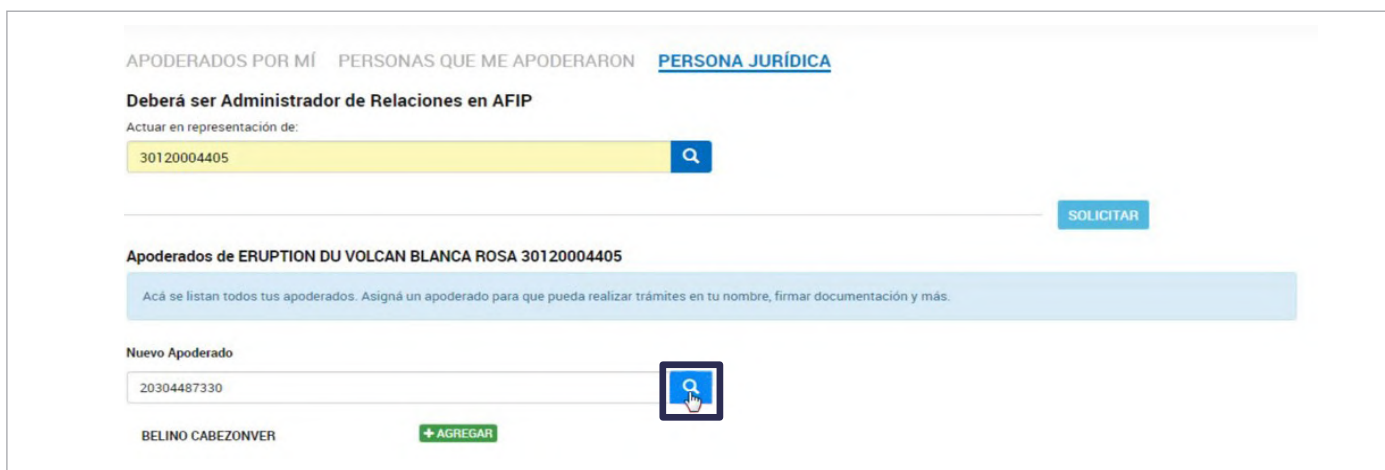 APODERADOS POR MÍ PERSONAS QUE ME APODERARON PERSONA JURÍDICA
Deberá ser Administrador de Relaciones en AFIP
Actuar en representación de:
30120004405
SOLICITAR
Apoderados de ERUPTION DU VOLCAN BLANCA ROSA 30120004405
Acá se listan todos tus apoderados. Asigná un apoderado para que pueda realizar trámites en tu nombre, firmar documentación y más.
Nuevo Apoderado
20304487330
BELINO CABEZONVER + AGREGAR